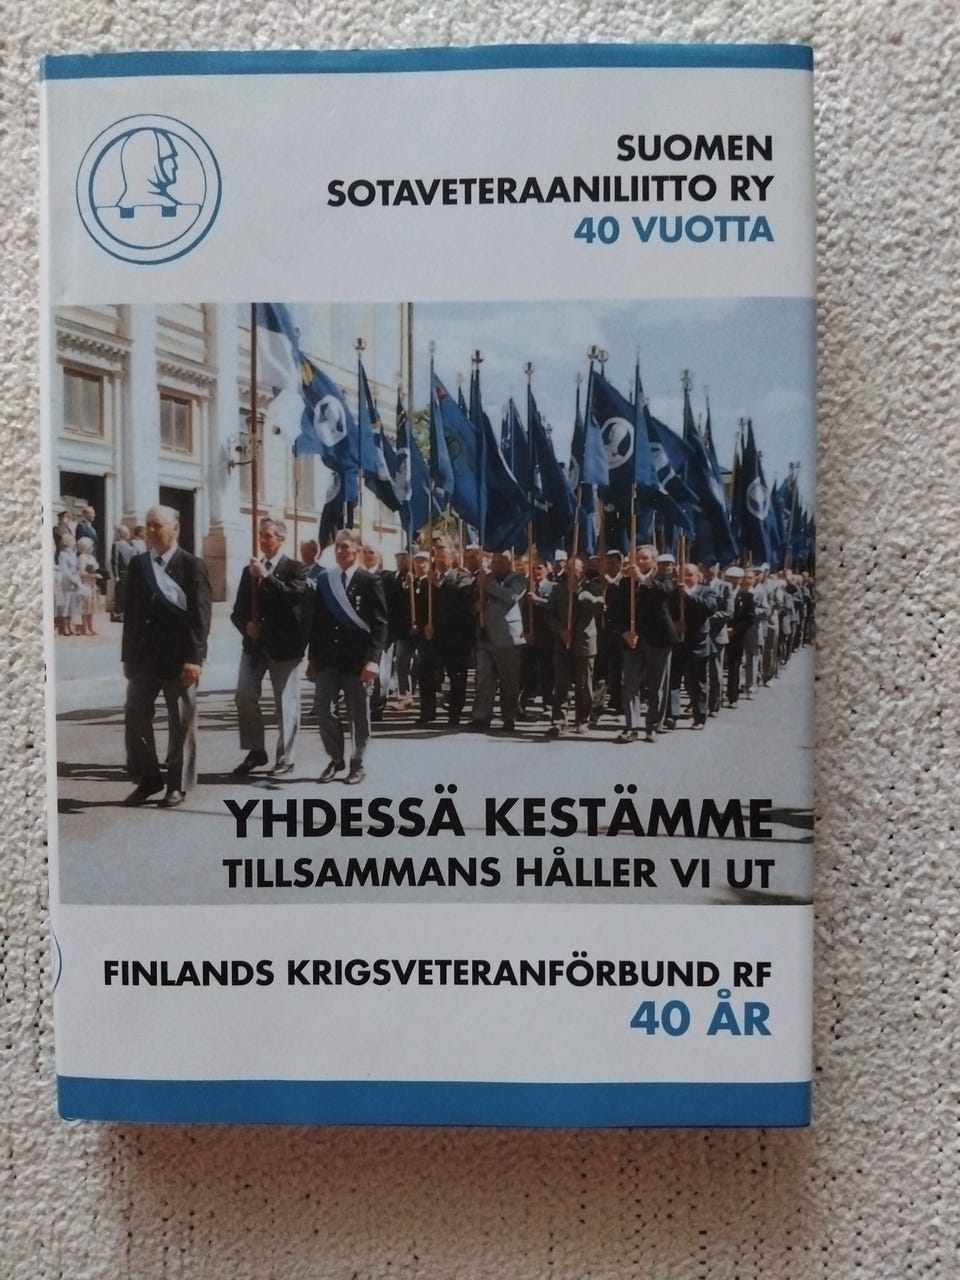 SUOMEN
SOTAVETERAANILIITTO RY
40 VUOTTA
YHDESSÄ KESTÄMME
TILLSAMMANS HÅLLER VI UT
FINLANDS KRIGSVETERANFÖRBUND RF
40 ÅR